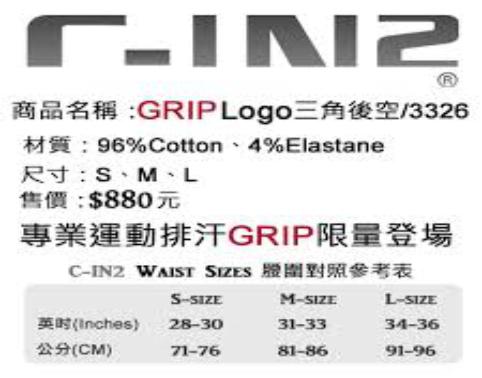 C-IN2
®
商品名稱 :GRIP Logo三角後空/3326
材質 : 96%Cotton、4%Elastane
尺寸 : S、M、L
售價 :$880元
專業運動排汗GRIP限量登場
C-IN2 WAIST SIZES 腰圍對照參考表
S-SIZE M-SIZE L-SIZE
英吋(Inches) 28-30 31-33 34-36
公分(CM) 71-76 81-86 91-96